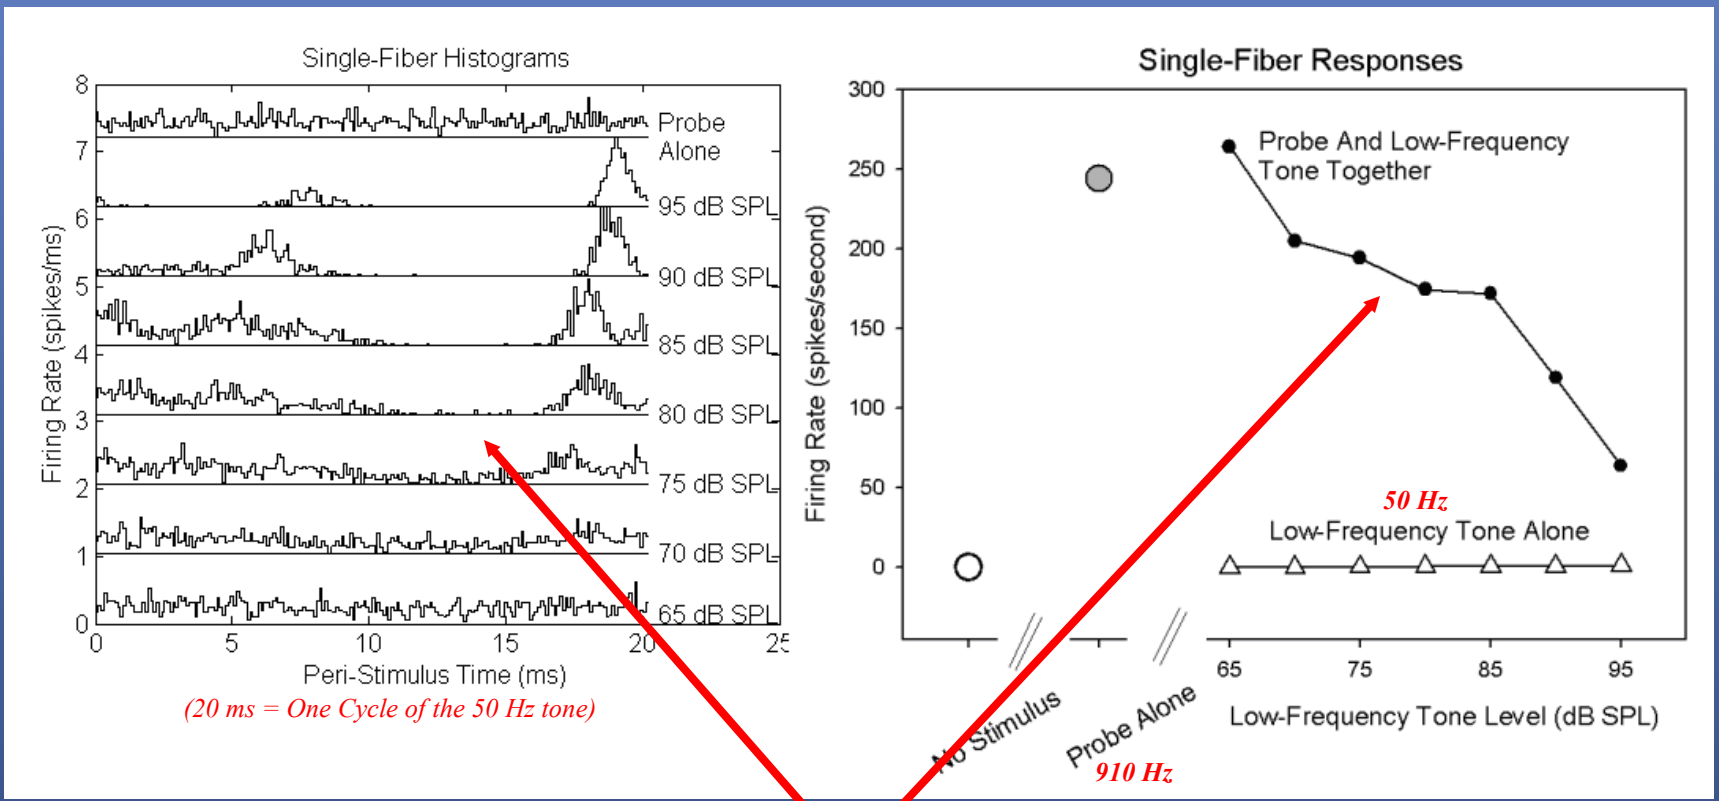 Single-Fiber Histograms
Firing Rate (spikes/ms)
8
7
6
5
4
3
2
1
0
Probe
Alone
95 dB SPL
90 dB SPL
85 dB SPL
80 dB SPL
75 dB SPL
70 dB SPL
65 dB SPL
0 5 10 15 20 25
Peri-Stimulus Time (ms)
(20 ms = One Cycle of the 50 Hz tone)
Single-Fiber Responses
Firing Rate (spikes/second)
300
250
200
150
100
50
0
Probe And Low-Frequency
Tone Together
50 Hz
Low-Frequency Tone Alone
65 75 85 95
No Stimulus
Probe Alone
Low-Frequency Tone Level (dB SPL)
910 Hz